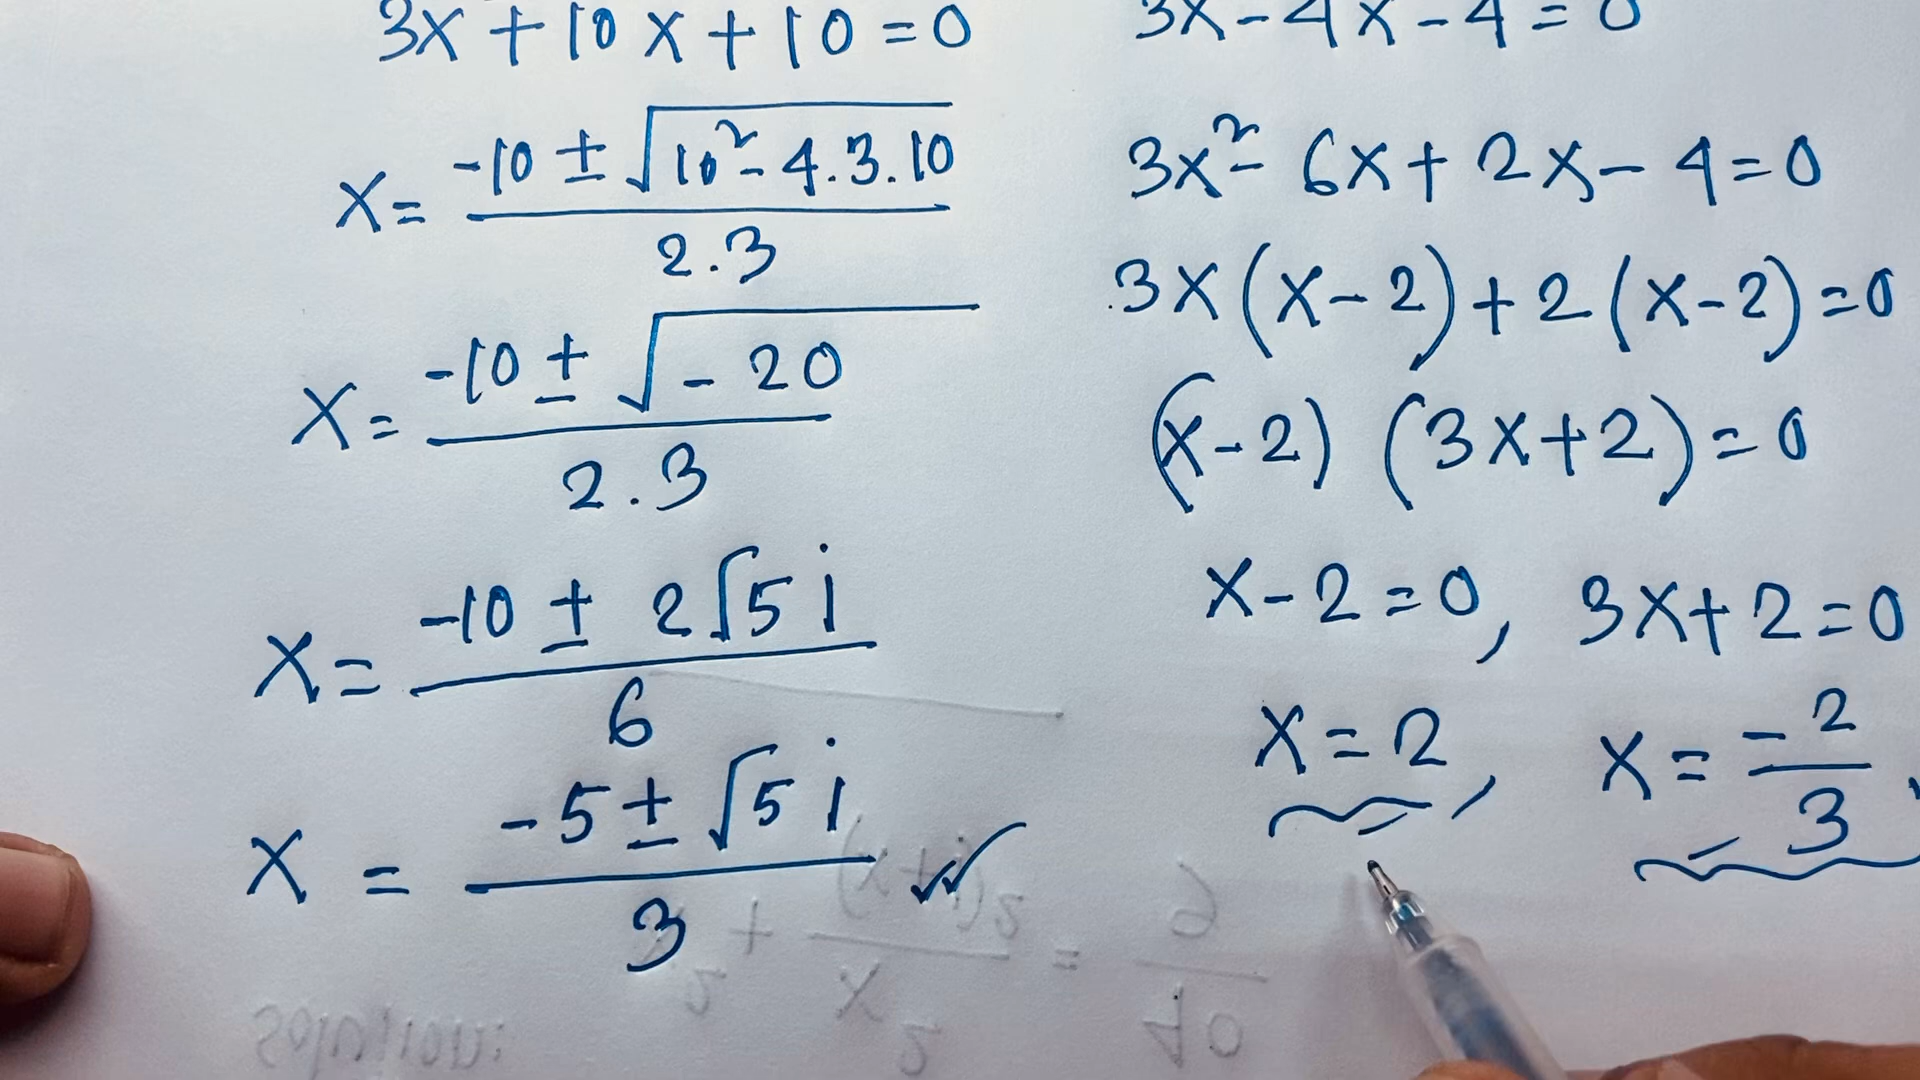 3x + 10x + 10 = 0
x = (-10 ± √(10² - 4.3.10)) / 2.3
x = (-10 ± √(-20)) / 2.3
x = (-10 ± 2√5 i) / 6
x = (-5 ± √5 i) / 3 ✓✓
3x - 4x - 4 = 0
3x² - 6x + 2x - 4 = 0
3x(x-2) + 2(x-2) = 0
(x-2) (3x+2) = 0
x-2=0, 3x+2=0
x=2, x = -2/3,